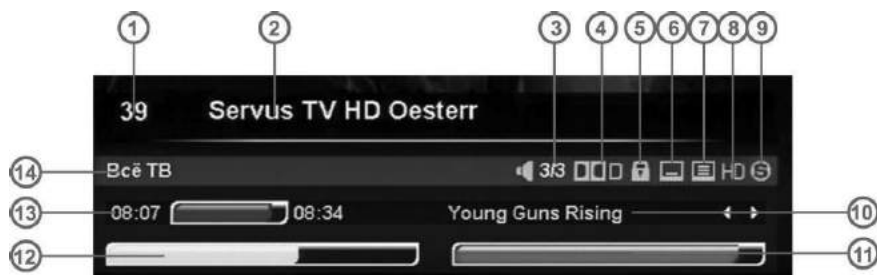 1 2 3 4 5 6 7 8 9
39 Servus TV HD Oesterr
14 Всё ТВ 3/3 HD S
13 08:07 08:34 Young Guns Rising 10
12 11